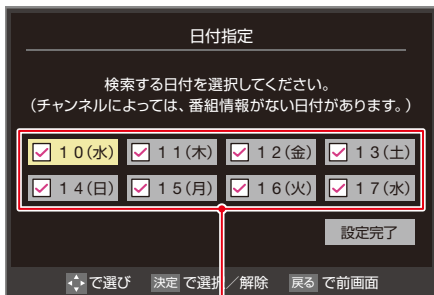 日付指定
検索する日付を選択してください。
(チャンネルによっては、番組情報がない日付があります。)
10(水) 11(木) 12(金) 13(土)
14(日) 15(月) 16(火) 17(水)
設定完了
で選び 決定 で選択/解除 戻る で前画面